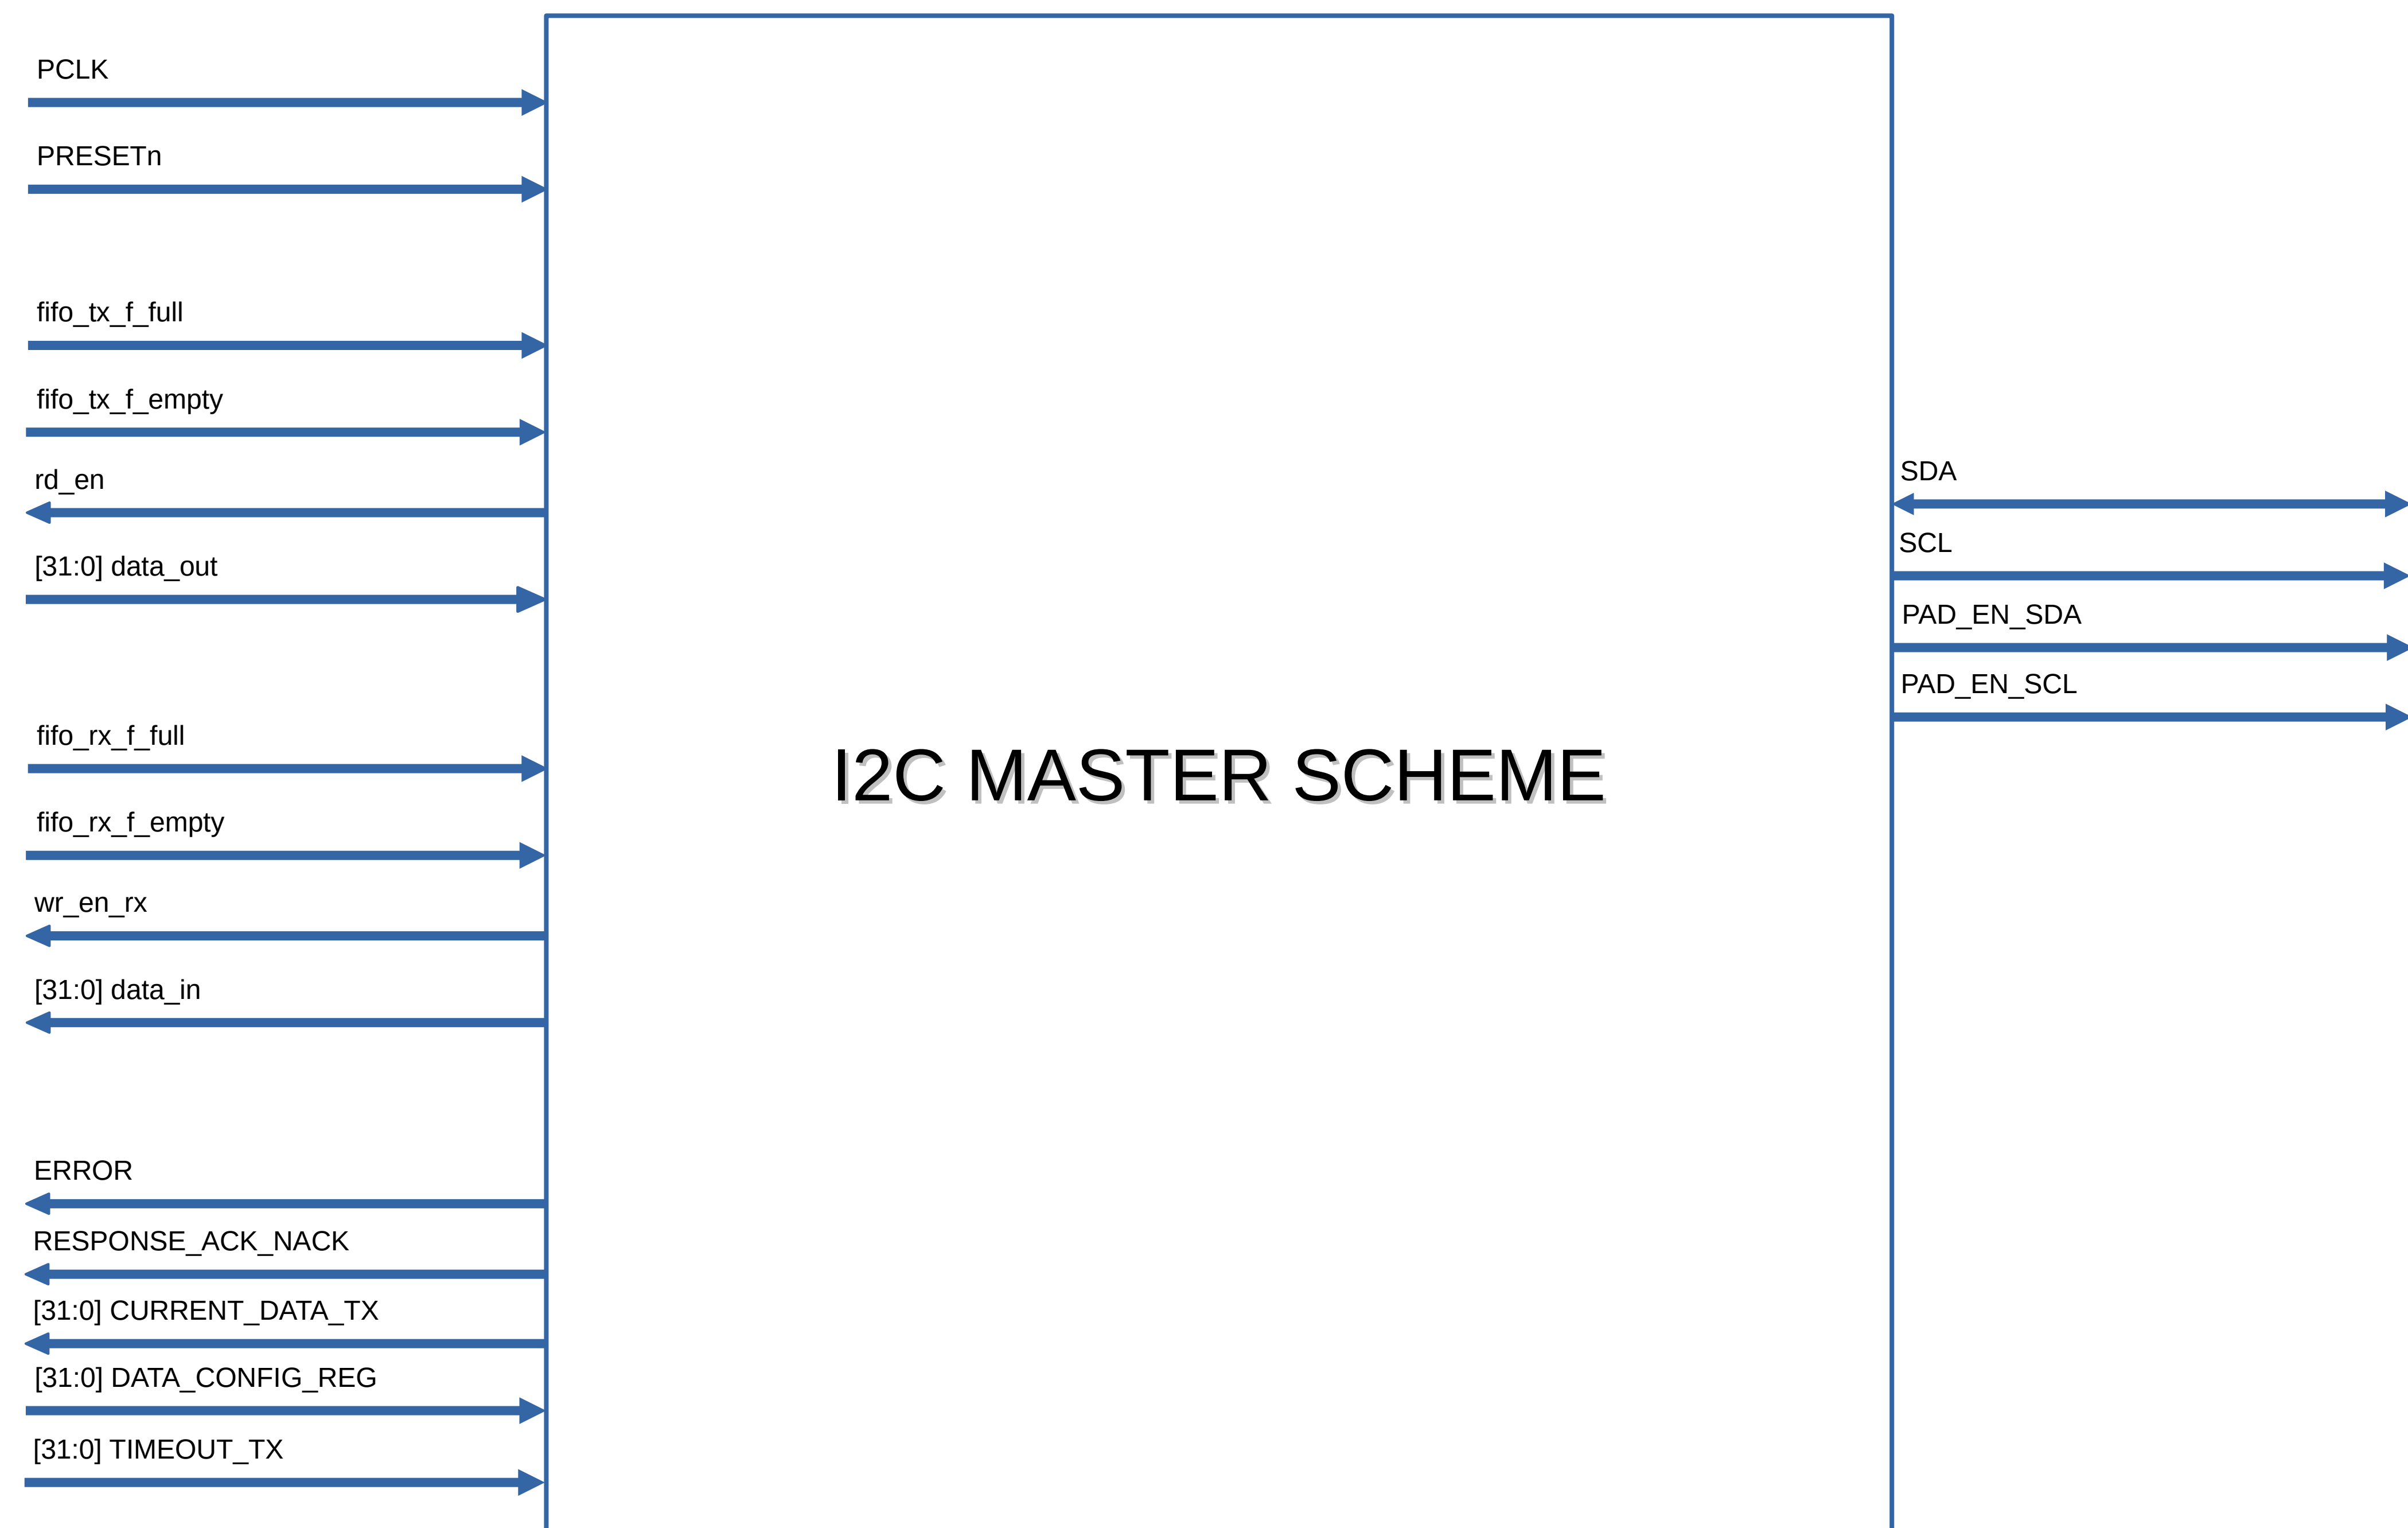 PCLK
PRESETn
fifo_tx_f_full
fifo_tx_f_empty
rd_en
[31:0] data_out
fifo_rx_f_full
fifo_rx_f_empty
wr_en_rx
[31:0] data_in
ERROR
RESPONSE_ACK_NACK
[31:0] CURRENT_DATA_TX
[31:0] DATA_CONFIG_REG
[31:0] TIMEOUT_TX
I2C MASTER SCHEME
SDA
SCL
PAD_EN_SDA
PAD_EN_SCL